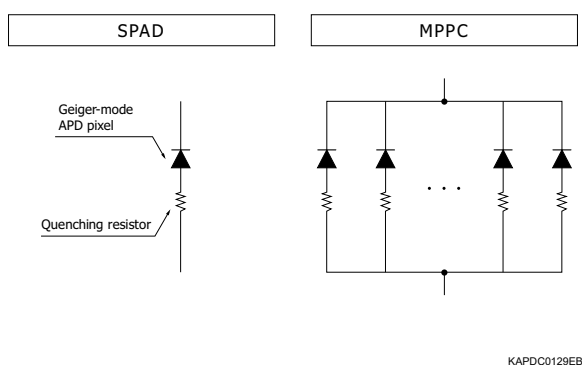 SPAD
MPPC
Geiger-mode
APD pixel
Quenching resistor
. . .
KAPDC0129EB